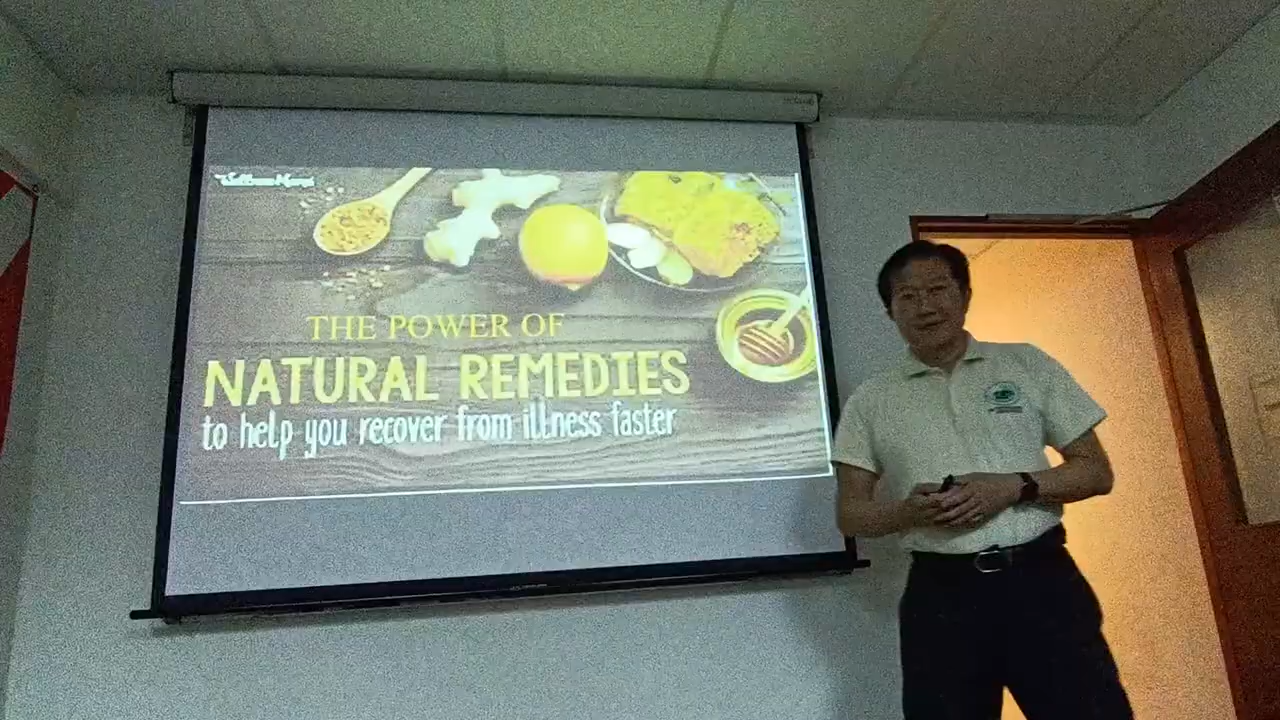 THE POWER OF
NATURAL REMEDIES
to help you recover from illness faster